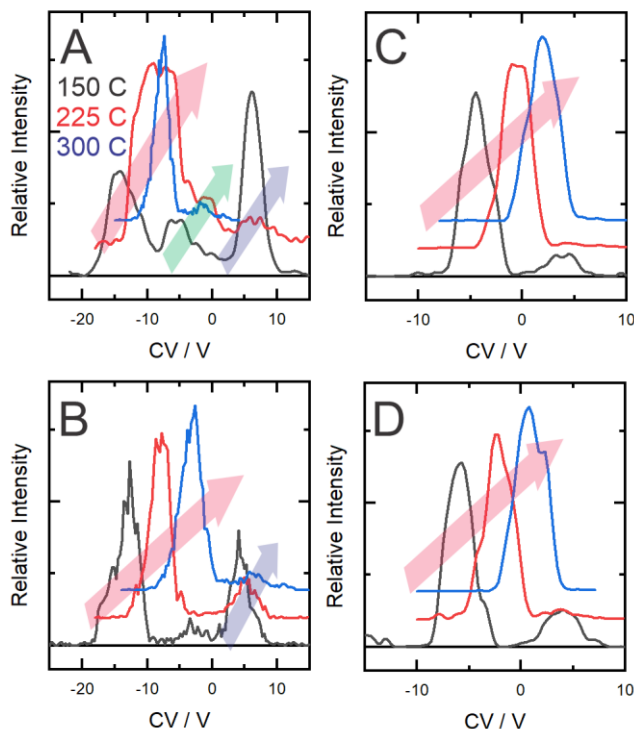 A
150 C
225 C
300 C
Relative Intensity
-20 -10 0 10
CV / V
C
Relative Intensity
-10 0 10
CV / V
B
Relative Intensity
-20 -10 0 10
CV / V
D
Relative Intensity
-10 0 10
CV / V